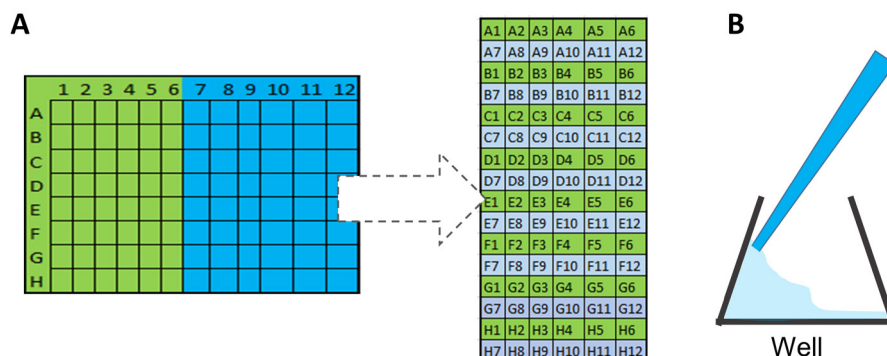 A
B
1 2 3 4 5 6 7 8 9 10 11 12
A
B
C
D
E
F
G
H
A1 A2 A3 A4 A5 A6
A7 A8 A9 A10 A11 A12
B1 B2 B3 B4 B5 B6
B7 B8 B9 B10 B11 B12
C1 C2 C3 C4 C5 C6
C7 C8 C9 C10 C11 C12
D1 D2 D3 D4 D5 D6
D7 D8 D9 D10 D11 D12
E1 E2 E3 E4 E5 E6
E7 E8 E9 E10 E11 E12
F1 F2 F3 F4 F5 F6
F7 F8 F9 F10 F11 F12
G1 G2 G3 G4 G5 G6
G7 G8 G9 G10 G11 G12
H1 H2 H3 H4 H5 H6
H7 H8 H9 H10 H11 H12
Well